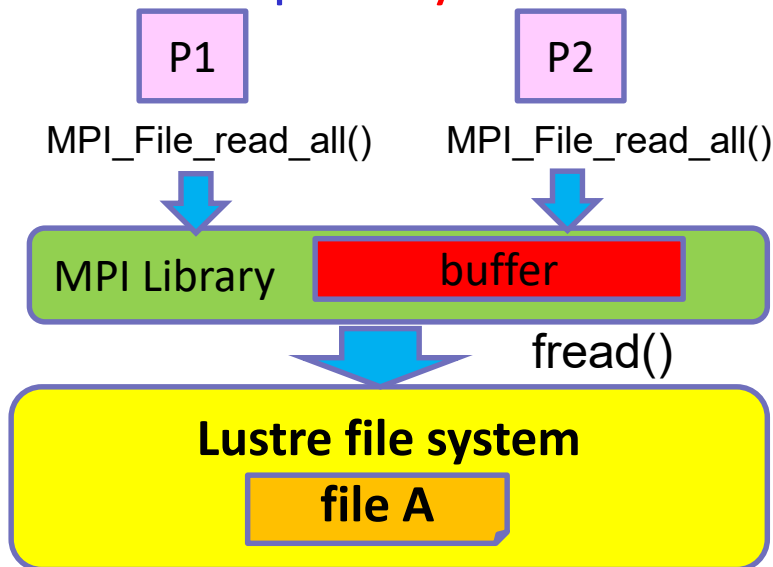 P1 P2
MPI_File_read_all() MPI_File_read_all()
MPI Library buffer
fread()
Lustre file system
file A